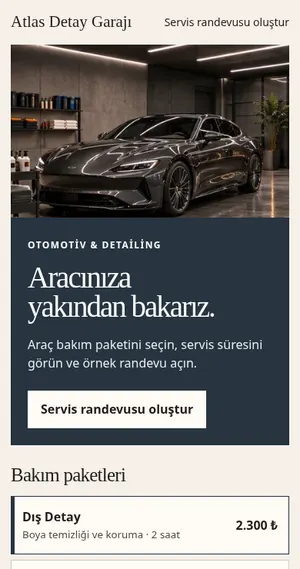 Atlas Detay Garajı
Servis randevusu oluştur
OTOMOTİV & DETAİLİNG
Aracınıza
yakından bakarız.
Araç bakım paketini seçin, servis süresini
görün ve örnek randevu açın.
Servis randevusu oluştur
Bakım paketleri
Dış Detay
Boya temizliği ve koruma · 2 saat
2.300 ₺